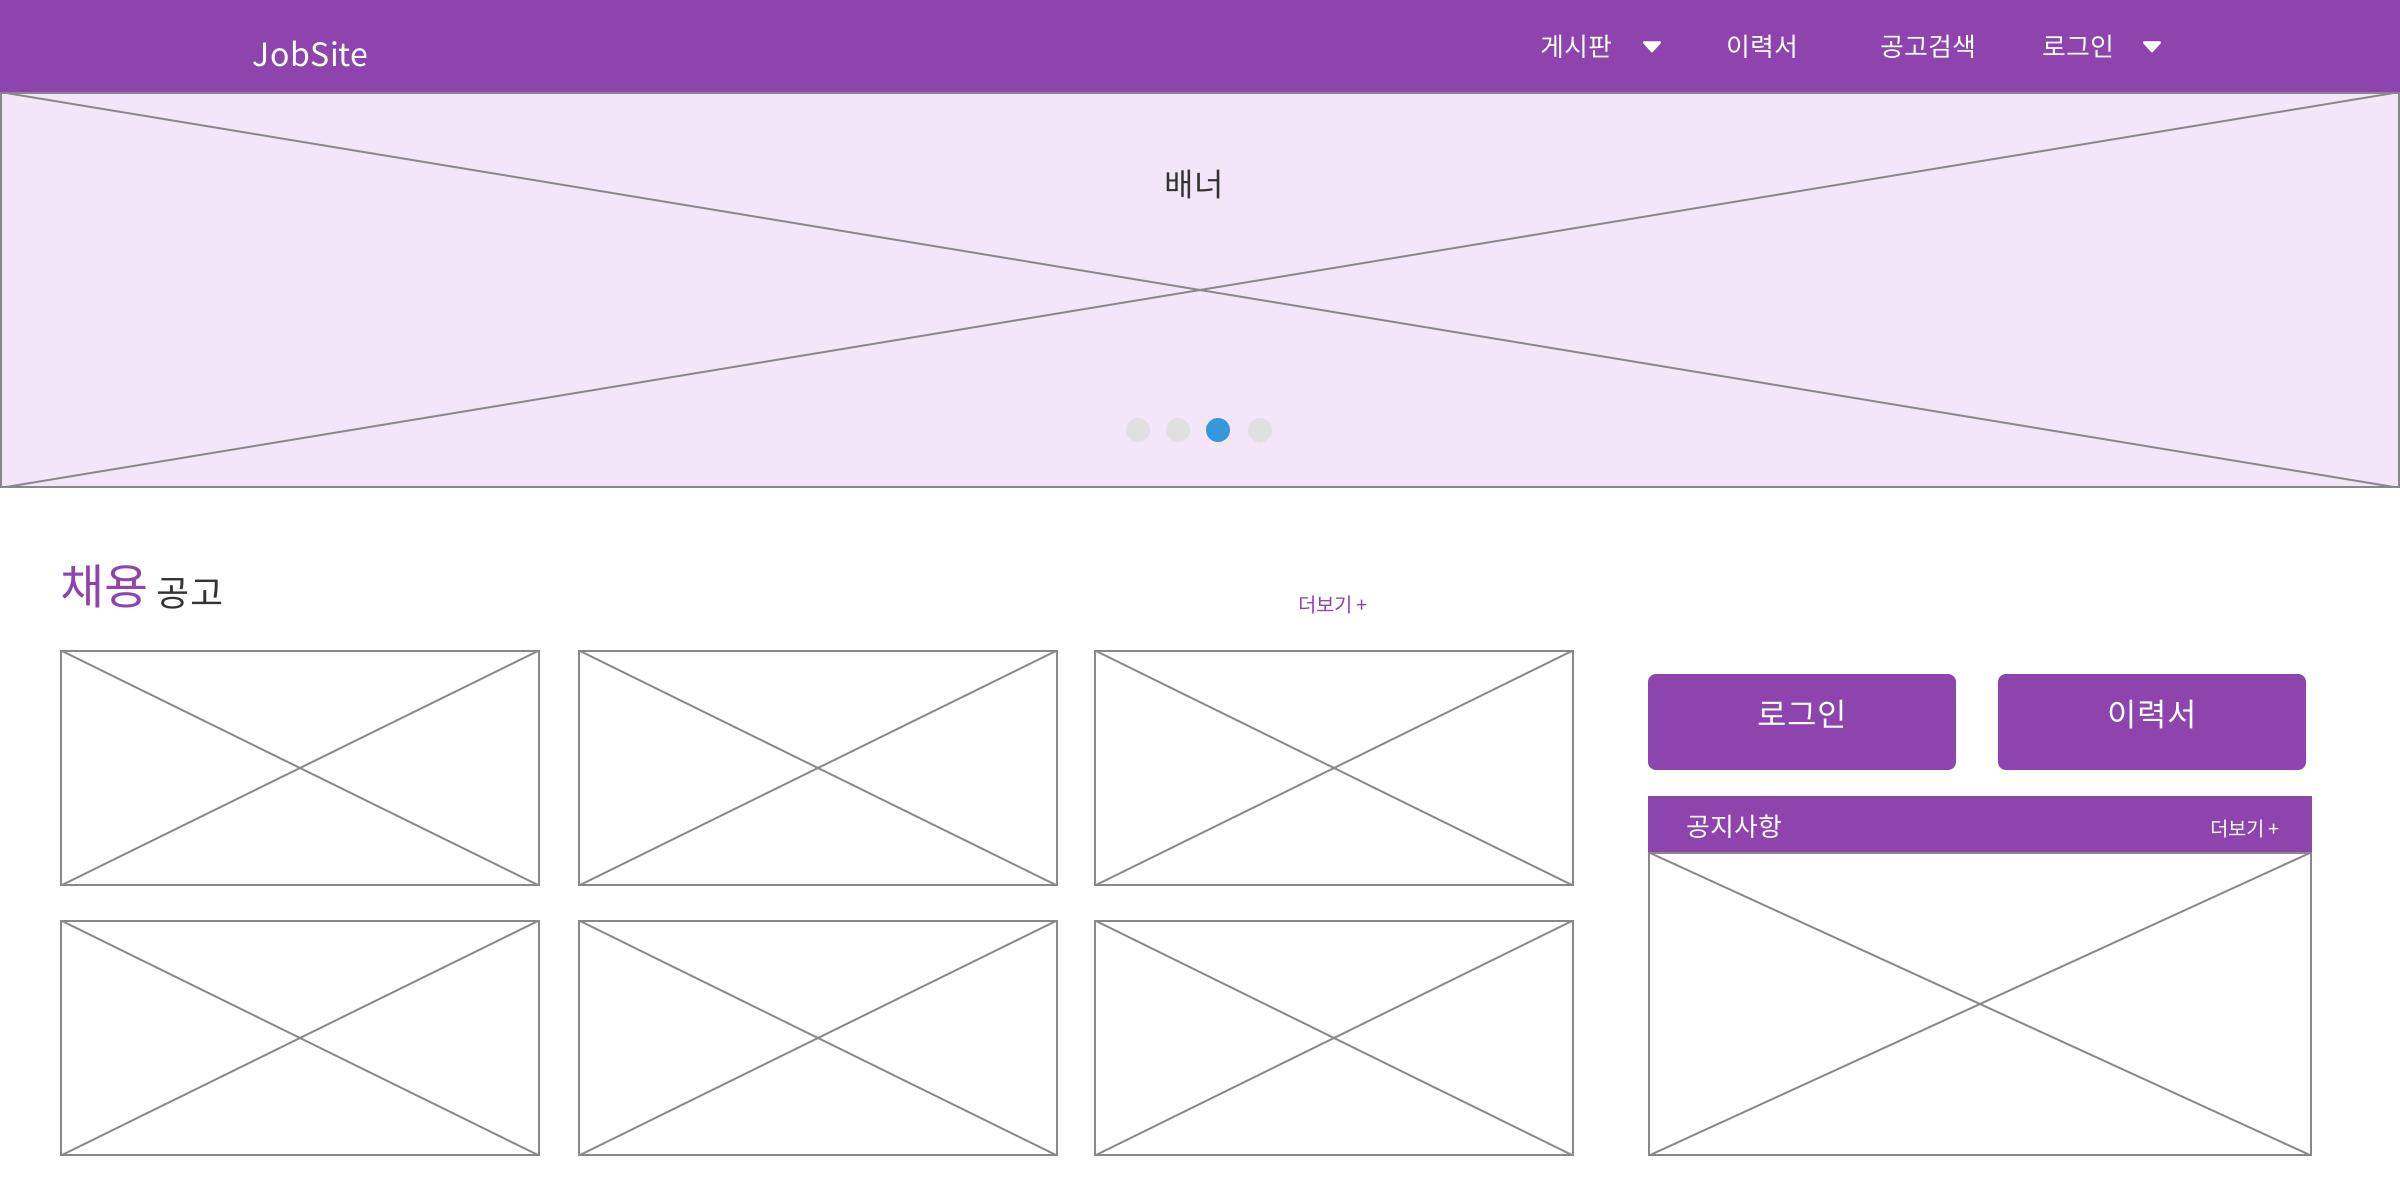 JobSite
게시판 이력서 공고검색 로그인
배너
채용 공고
더보기 +
로그인 이력서
공지사항 더보기 +